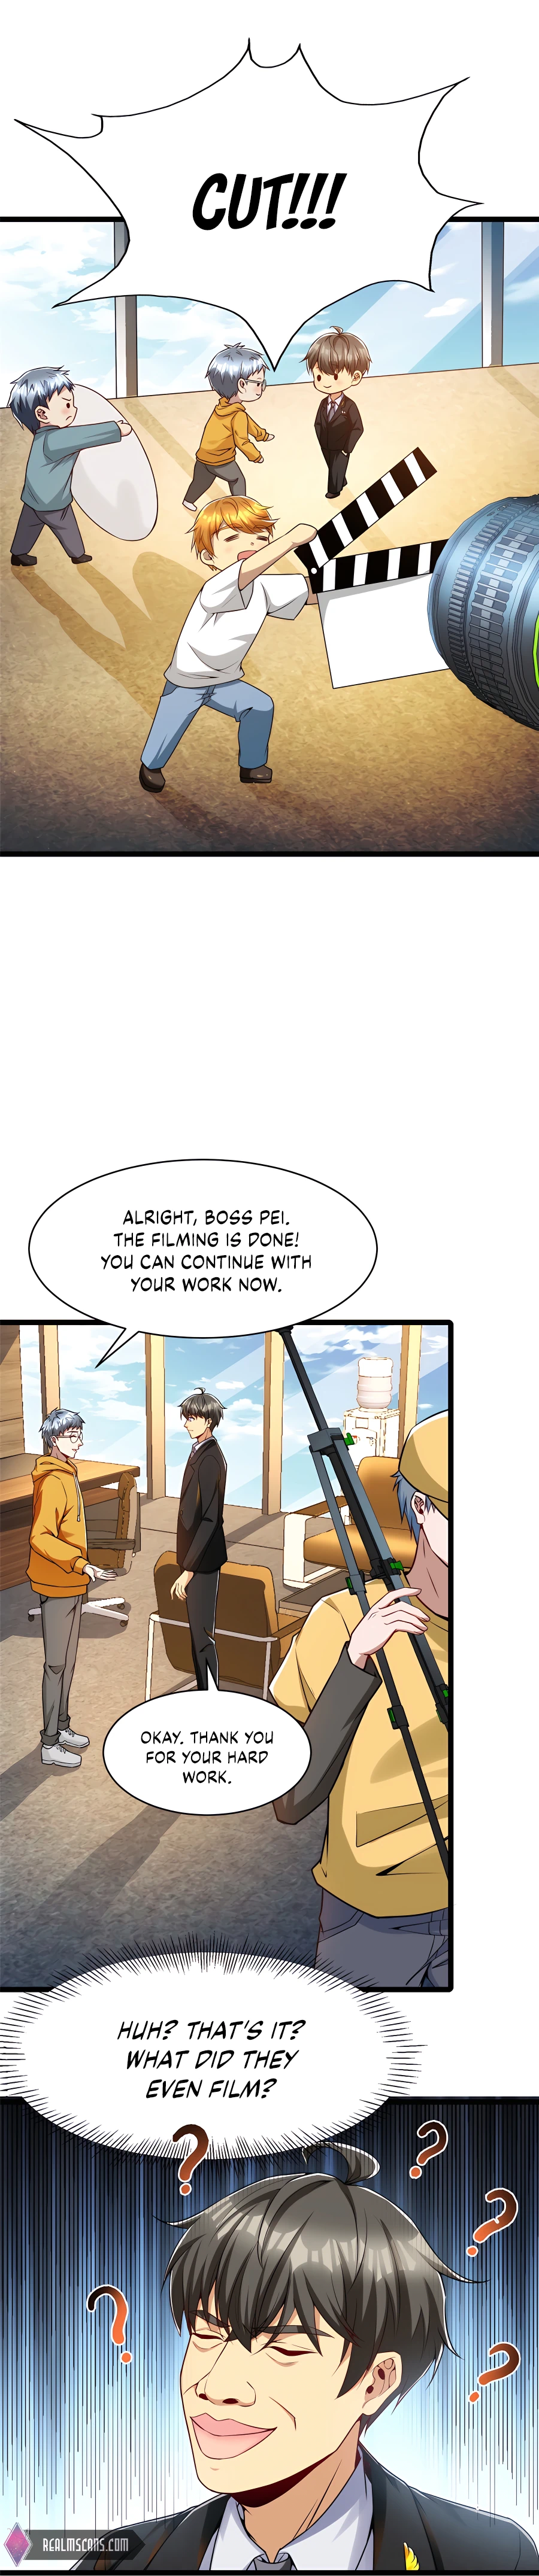 CUT!!!
ALRIGHT, BOSS PEI.
THE FILMING IS DONE!
YOU CAN CONTINUE WITH
YOUR WORK NOW.
OKAY. THANK YOU
FOR YOUR HARD
WORK.
HUH? THAT'S IT?
WHAT DID THEY
EVEN FILM?
? ? ? ? ?
REALMSCANS.COM